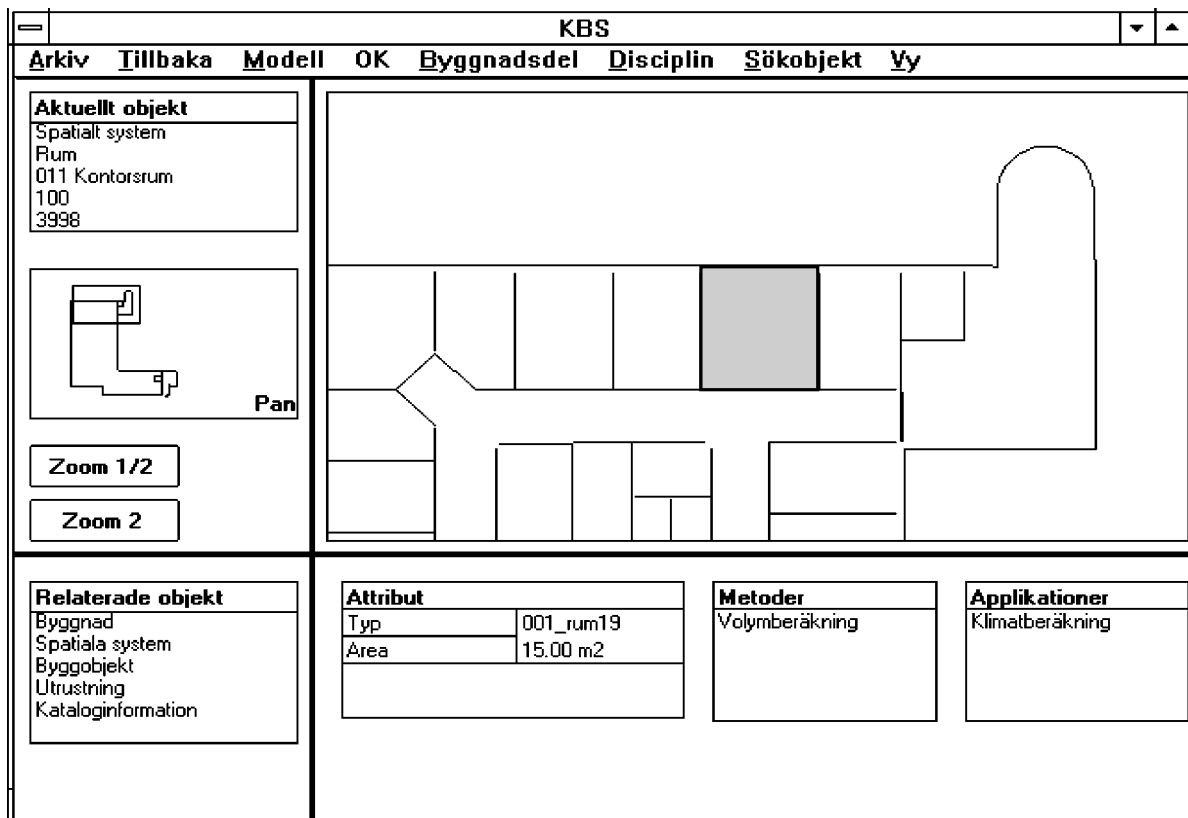 KBS
Arkiv Tillbaka Modell OK Byggnadsdel Disciplin Sökobjekt Vy
Aktuellt objekt
Spatialt system
Rum
011 Kontorsrum
100
3998
Pan
Zoom 1/2
Zoom 2
Relaterade objekt
Byggnad
Spatiala system
Byggobjekt
Utrustning
Kataloginformation
Attribut
Typ 001_rum19
Area 15.00 m2
Metoder
Volymberäkning
Applikationer
Klimatberäkning